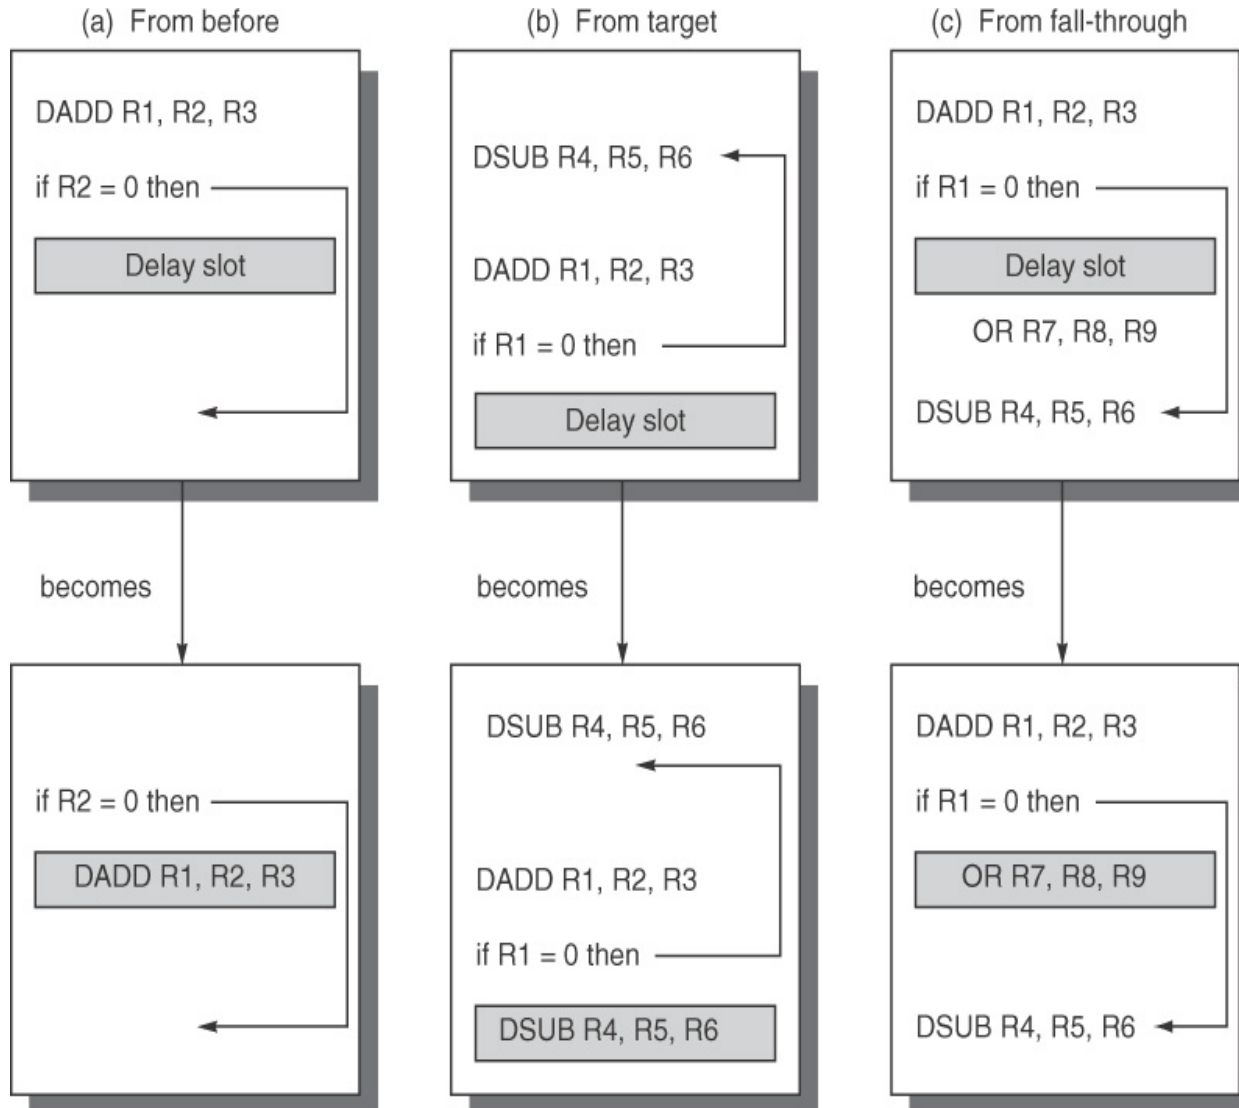 (a) From before
DADD R1, R2, R3
if R2 = 0 then
Delay slot
becomes
if R2 = 0 then
DADD R1, R2, R3
(b) From target
DSUB R4, R5, R6
DADD R1, R2, R3
if R1 = 0 then
Delay slot
becomes
DSUB R4, R5, R6
DADD R1, R2, R3
if R1 = 0 then
DSUB R4, R5, R6
(c) From fall-through
DADD R1, R2, R3
if R1 = 0 then
Delay slot
OR R7, R8, R9
DSUB R4, R5, R6
becomes
DADD R1, R2, R3
if R1 = 0 then
OR R7, R8, R9
DSUB R4, R5, R6